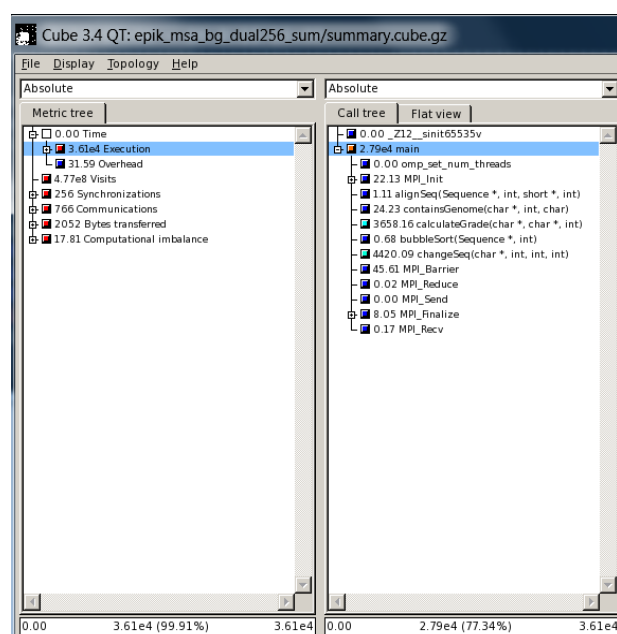 Cube 3.4 QT: epik_msa_bg_dual256_sum/summary.cube.gz
File Display Topology Help
Absolute
Metric tree
0.00 Time
3.61e4 Execution
31.59 Overhead
4.77e8 Visits
256 Synchronizations
766 Communications
2052 Bytes transferred
17.81 Computational imbalance
0.00 3.61e4 (99.91%) 3.61e4
Absolute
Call tree Flat view
0.00 _Z12__sinit65535v
2.79e4 main
0.00 omp_set_num_threads
22.13 MPI_Init
1.11 alignSeq(Sequence *, int, short *, int)
24.23 containsGenome(char *, int, char)
3658.16 calculateGrade(char *, char *, int)
0.68 bubbleSort(Sequence *, int)
4420.09 changeSeq(char *, int, int, int)
45.61 MPI_Barrier
0.02 MPI_Reduce
0.00 MPI_Send
8.05 MPI_Finalize
0.17 MPI_Recv
0.00 2.79e4 (77.34%) 3.61e4